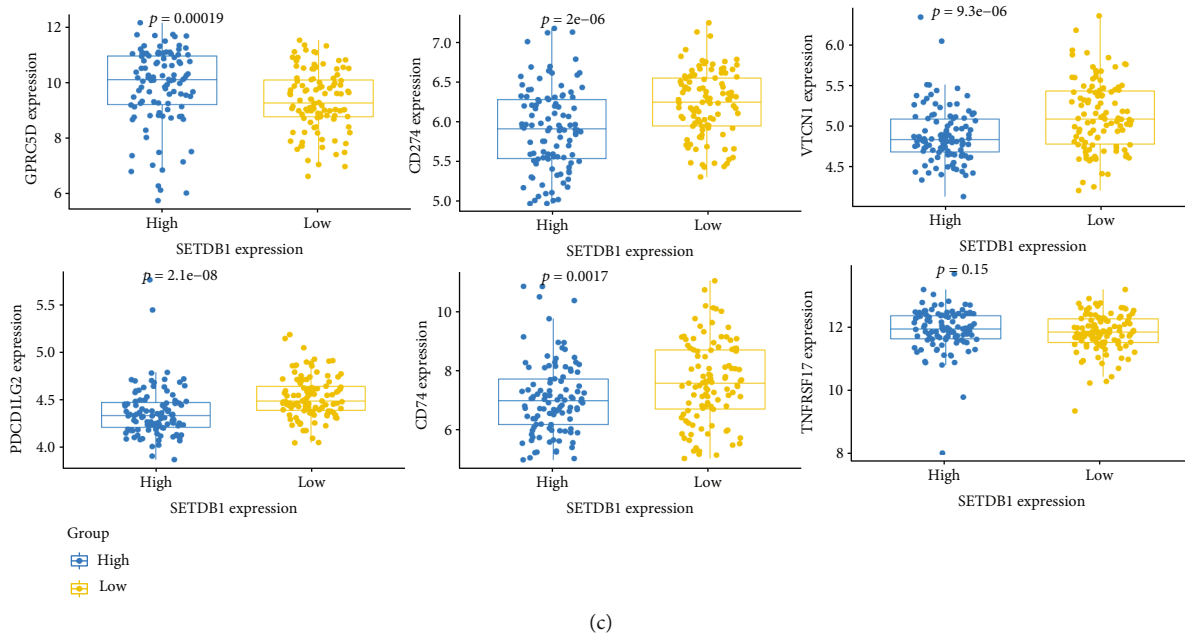 p = 0.00019
GPRC5D expression
12
10
8
6
High
Low
SETDB1 expression
p = 2e−06
CD274 expression
7.0
6.5
6.0
5.5
5.0
High
Low
SETDB1 expression
p = 9.3e−06
VTCN1 expression
6.0
5.5
5.0
4.5
High
Low
SETDB1 expression
p = 2.1e−08
PDCD1LG2 expression
5.5
5.0
4.5
4.0
High
Low
SETDB1 expression
p = 0.0017
CD74 expression
10
8
6
High
Low
SETDB1 expression
p = 0.15
TNFRSF17 expression
12
10
8
High
Low
SETDB1 expression
Group
High
Low
(c)